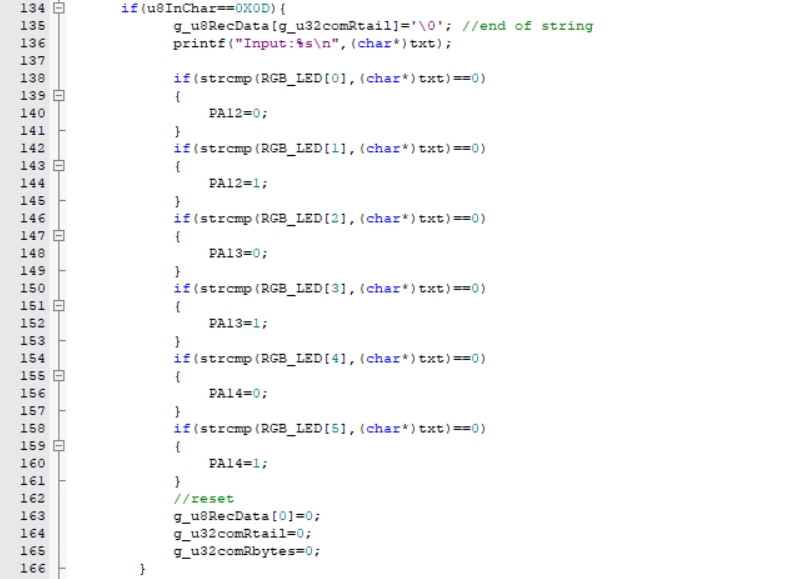 134 if(u8InChar==0X0D){
135 g_u8RecData[g_u32comRtail]='\0'; //end of string
136 printf("Input:%s\n",(char*)txt);
137
138 if(strcmp(RGB_LED[0],(char*)txt)==0)
139 {
140 PA12=0;
141 }
142 if(strcmp(RGB_LED[1],(char*)txt)==0)
143 {
144 PA12=1;
145 }
146 if(strcmp(RGB_LED[2],(char*)txt)==0)
147 {
148 PA13=0;
149 }
150 if(strcmp(RGB_LED[3],(char*)txt)==0)
151 {
152 PA13=1;
153 }
154 if(strcmp(RGB_LED[4],(char*)txt)==0)
155 {
156 PA14=0;
157 }
158 if(strcmp(RGB_LED[5],(char*)txt)==0)
159 {
160 PA14=1;
161 }
162 //reset
163 g_u8RecData[0]=0;
164 g_u32comRtail=0;
165 g_u32comRbytes=0;
166 }